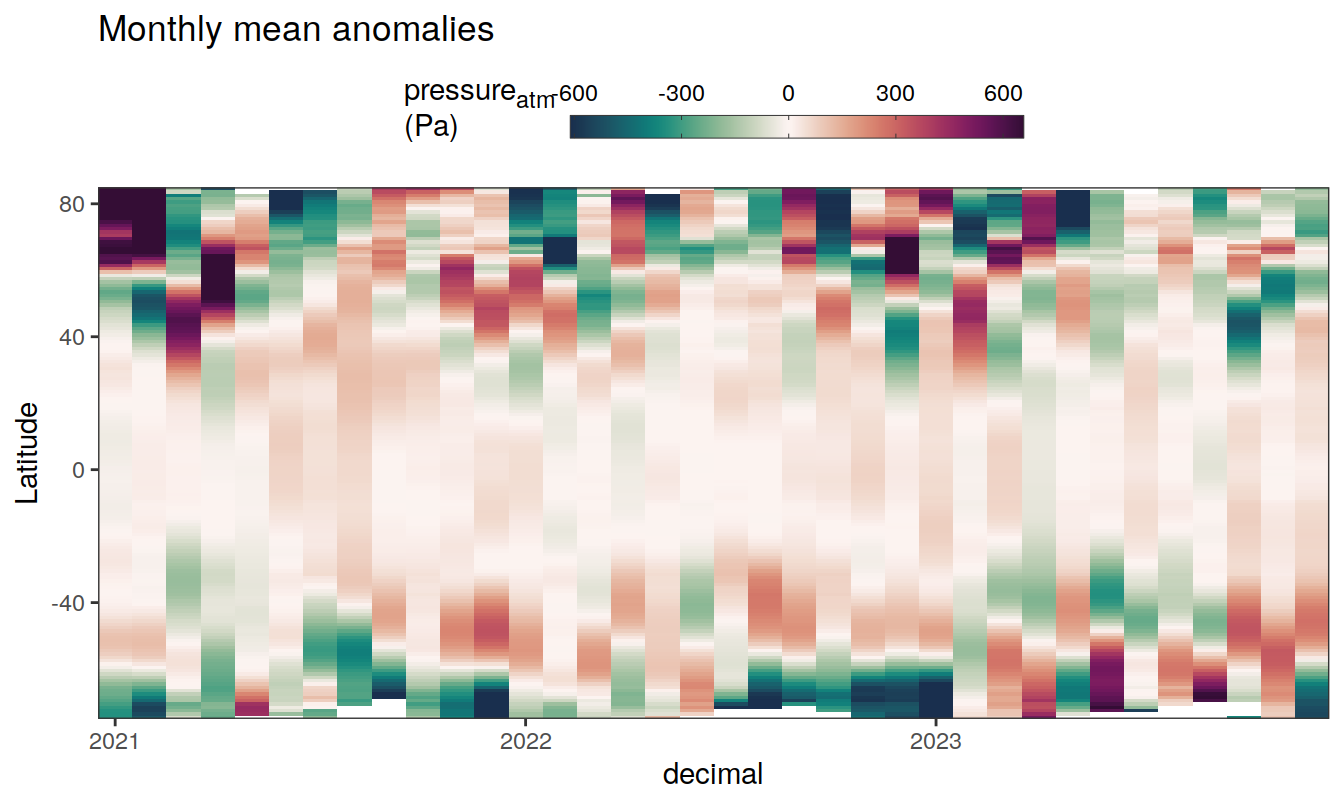 Monthly mean anomalies
pressure_atm -600 -300 0 300 600
(Pa)
80
40
0
-40
Latitude
2021 2022 2023
decimal